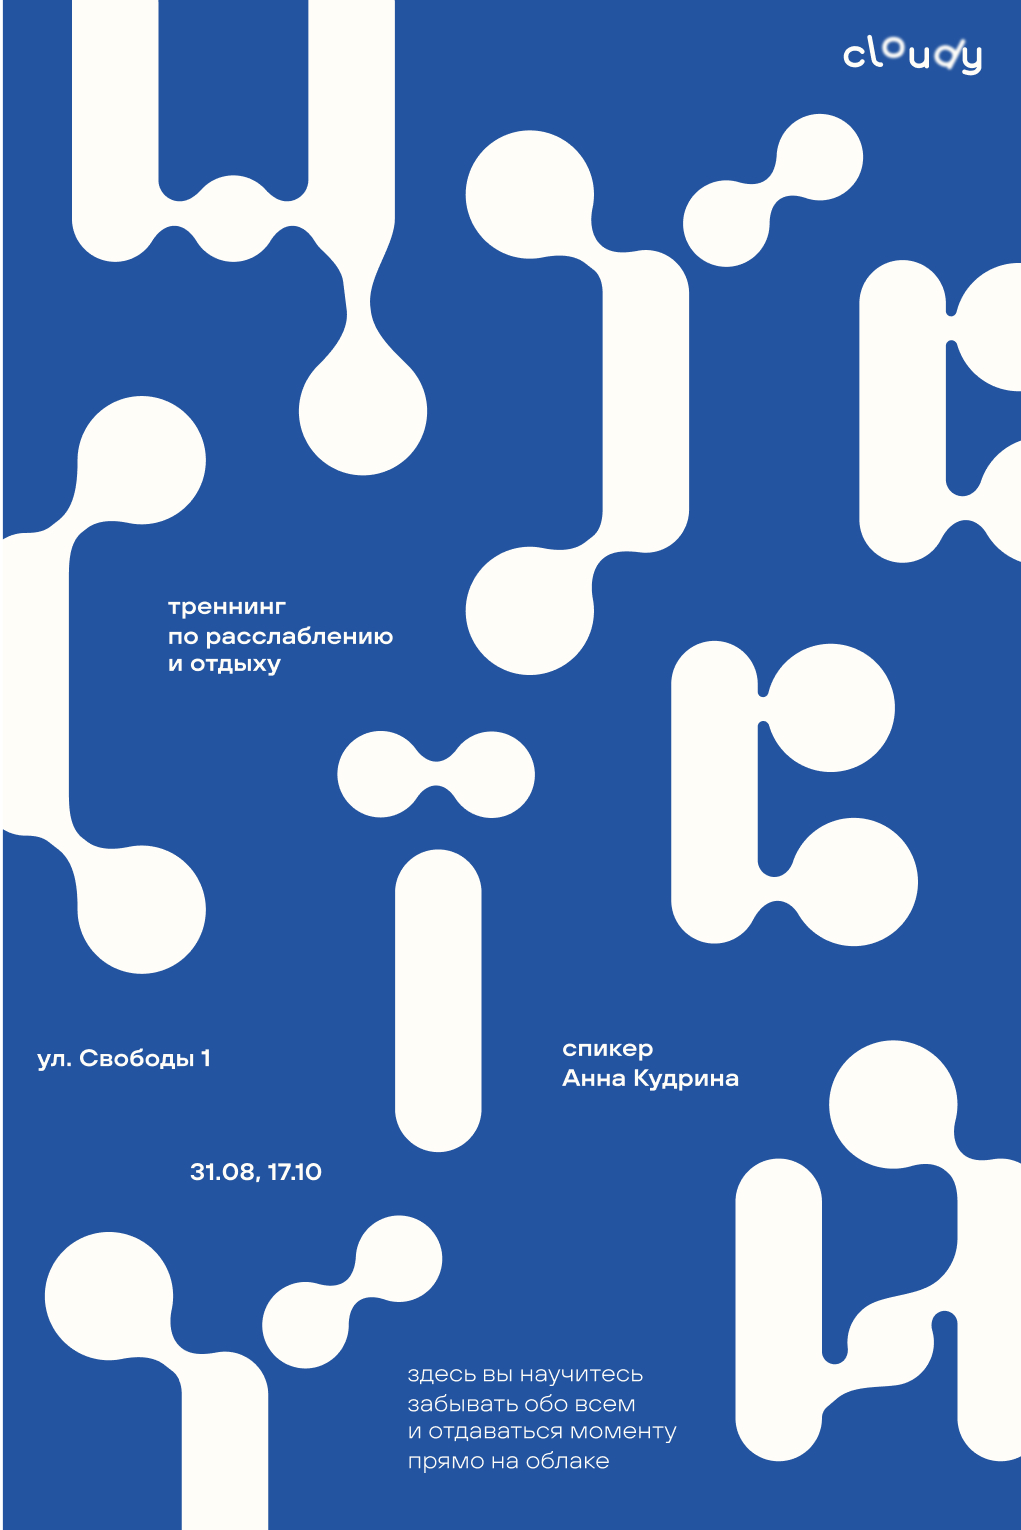 cloudy
треннинг
по расслаблению
и отдыху
ул. Свободы 1
спикер
Анна Кудрина
31.08, 17.10
здесь вы научитесь
забывать обо всем
и отдаваться моменту
прямо на облаке